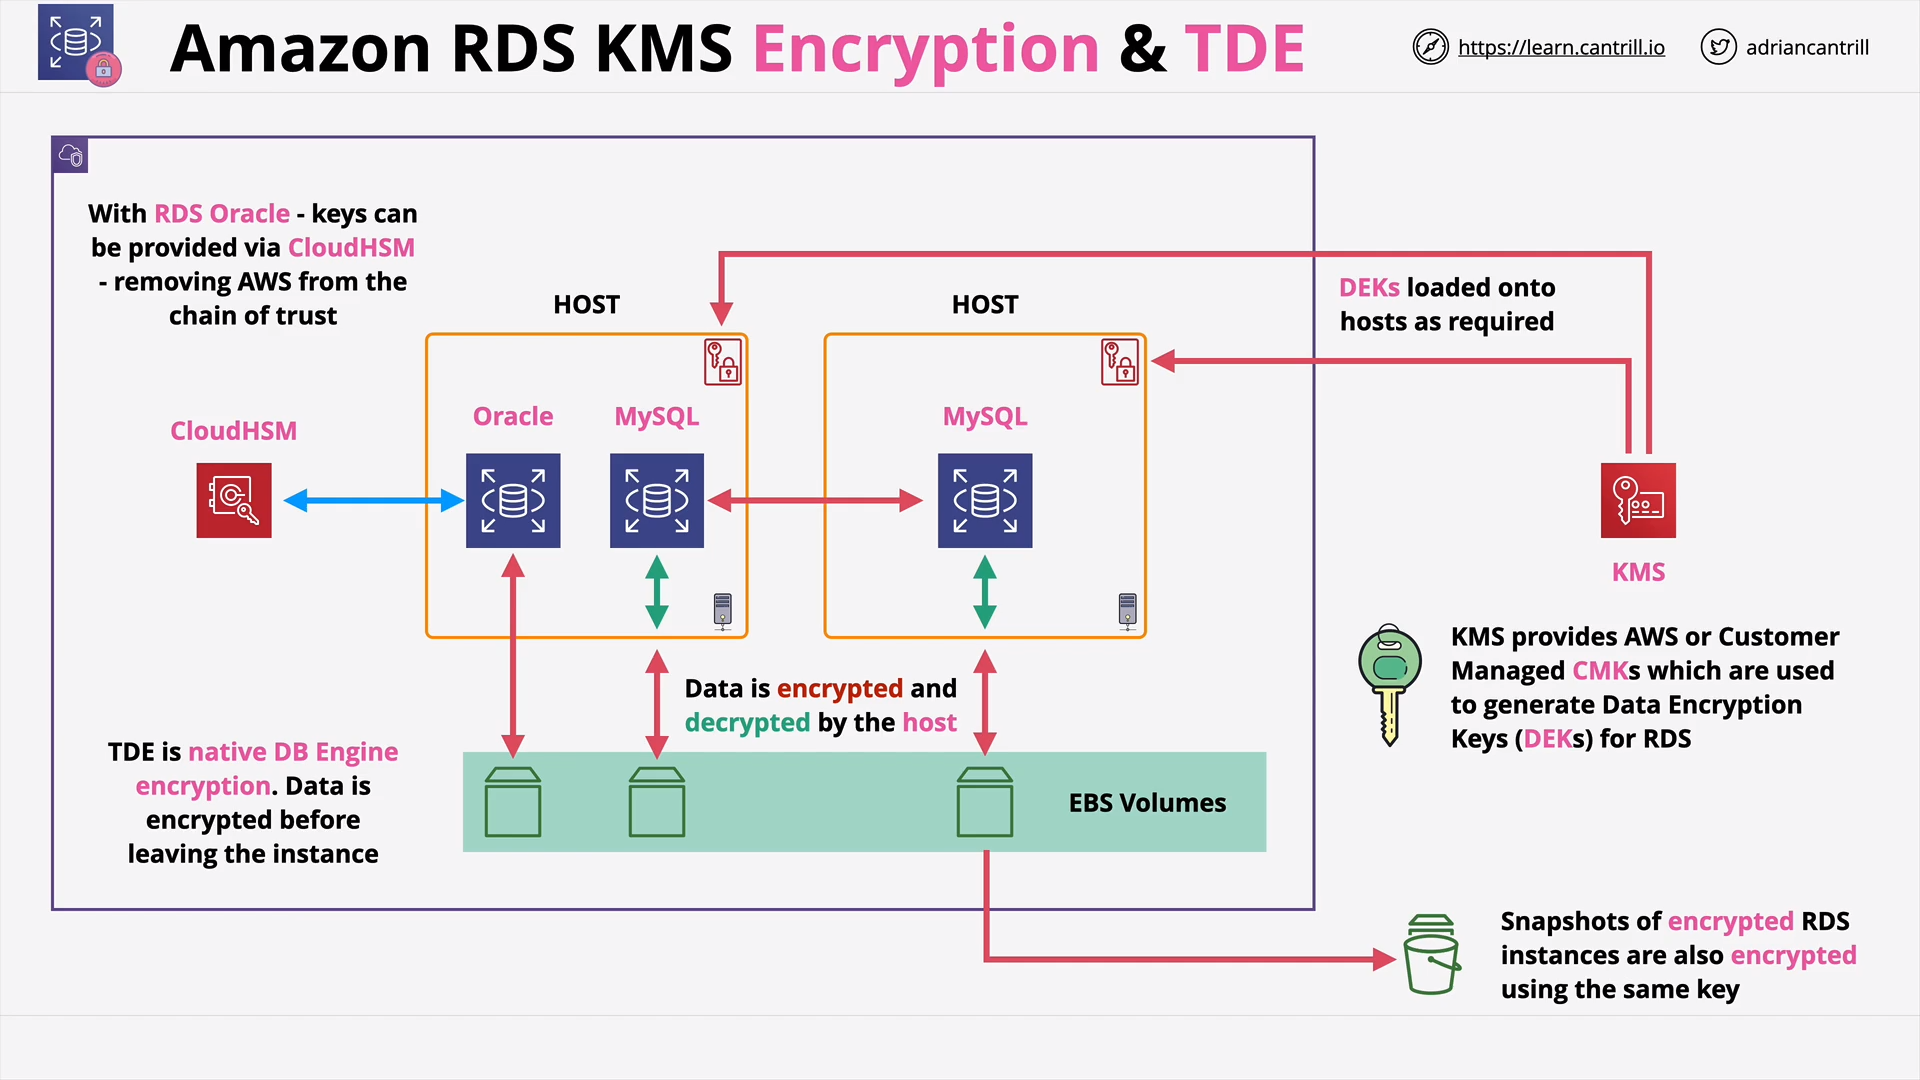 Amazon RDS KMS Encryption & TDE
https://learn.cantrill.io
adriancantrill
With RDS Oracle - keys can
be provided via CloudHSM
- removing AWS from the
chain of trust
HOST
HOST
DEKs loaded onto
hosts as required
CloudHSM
Oracle
MySQL
MySQL
KMS
KMS provides AWS or Customer
Managed CMKs which are used
to generate Data Encryption
Keys (DEKs) for RDS
Data is encrypted and
decrypted by the host
TDE is native DB Engine
encryption. Data is
encrypted before
leaving the instance
EBS Volumes
Snapshots of encrypted RDS
instances are also encrypted
using the same key